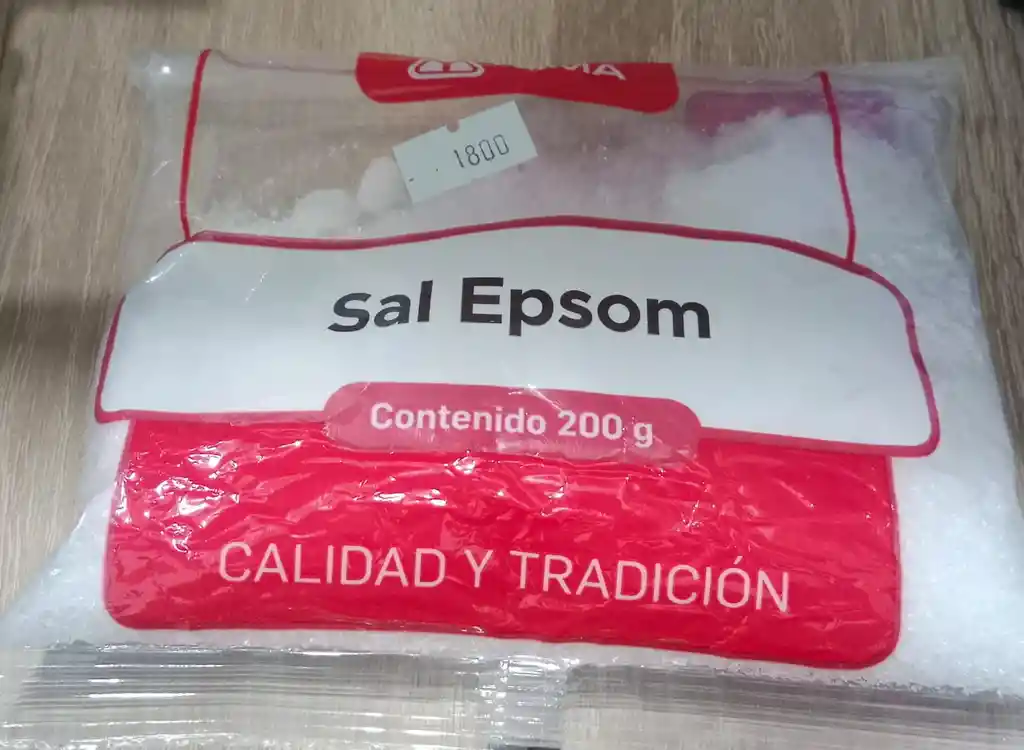 1800
Sal Epsom
Contenido 200 g
CALIDAD Y TRADICIÓN